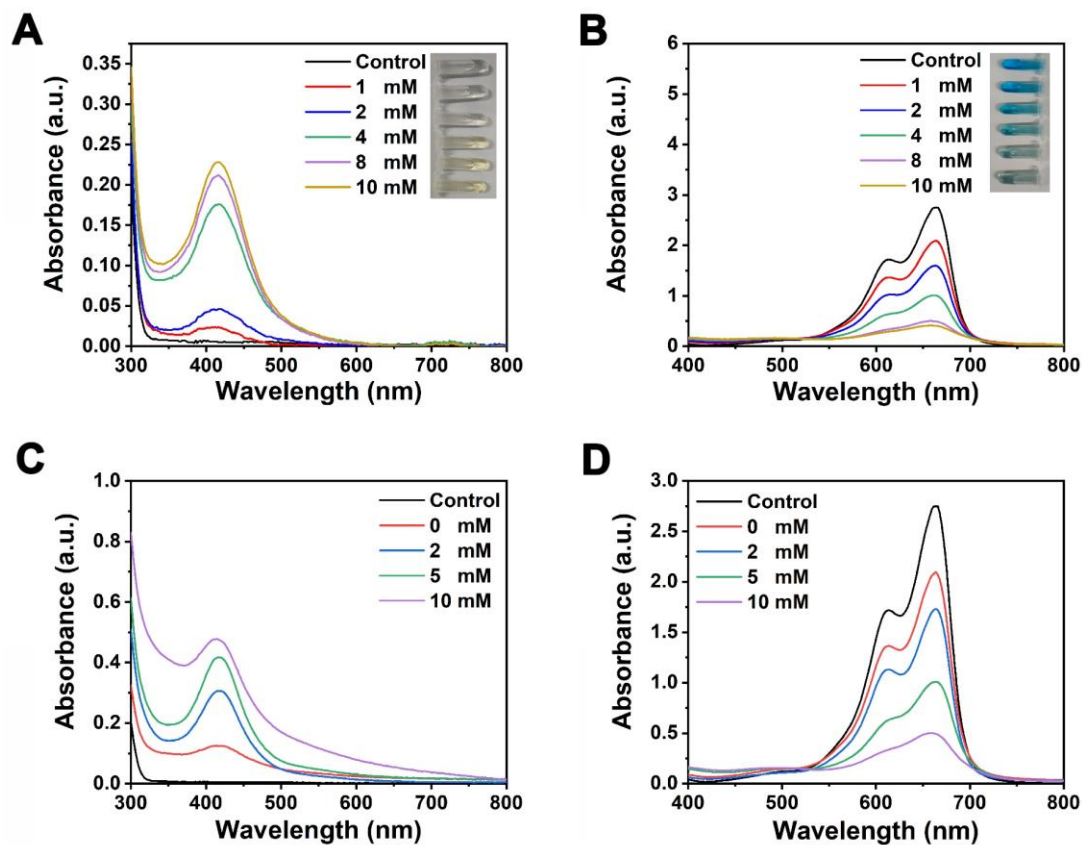 A
Absorbance (a.u.)
0.35
0.30
0.25
0.20
0.15
0.10
0.05
0.00
300 400 500 600 700 800
Wavelength (nm)
Control
1 mM
2 mM
4 mM
8 mM
10 mM
B
Absorbance (a.u.)
6
5
4
3
2
1
0
400 500 600 700 800
Wavelength (nm)
Control
1 mM
2 mM
4 mM
8 mM
10 mM
C
Absorbance (a.u.)
1.0
0.8
0.6
0.4
0.2
0.0
300 400 500 600 700 800
Wavelength (nm)
Control
0 mM
2 mM
5 mM
10 mM
D
Absorbance (a.u.)
3.0
2.5
2.0
1.5
1.0
0.5
0.0
400 500 600 700 800
Wavelength (nm)
Control
0 mM
2 mM
5 mM
10 mM